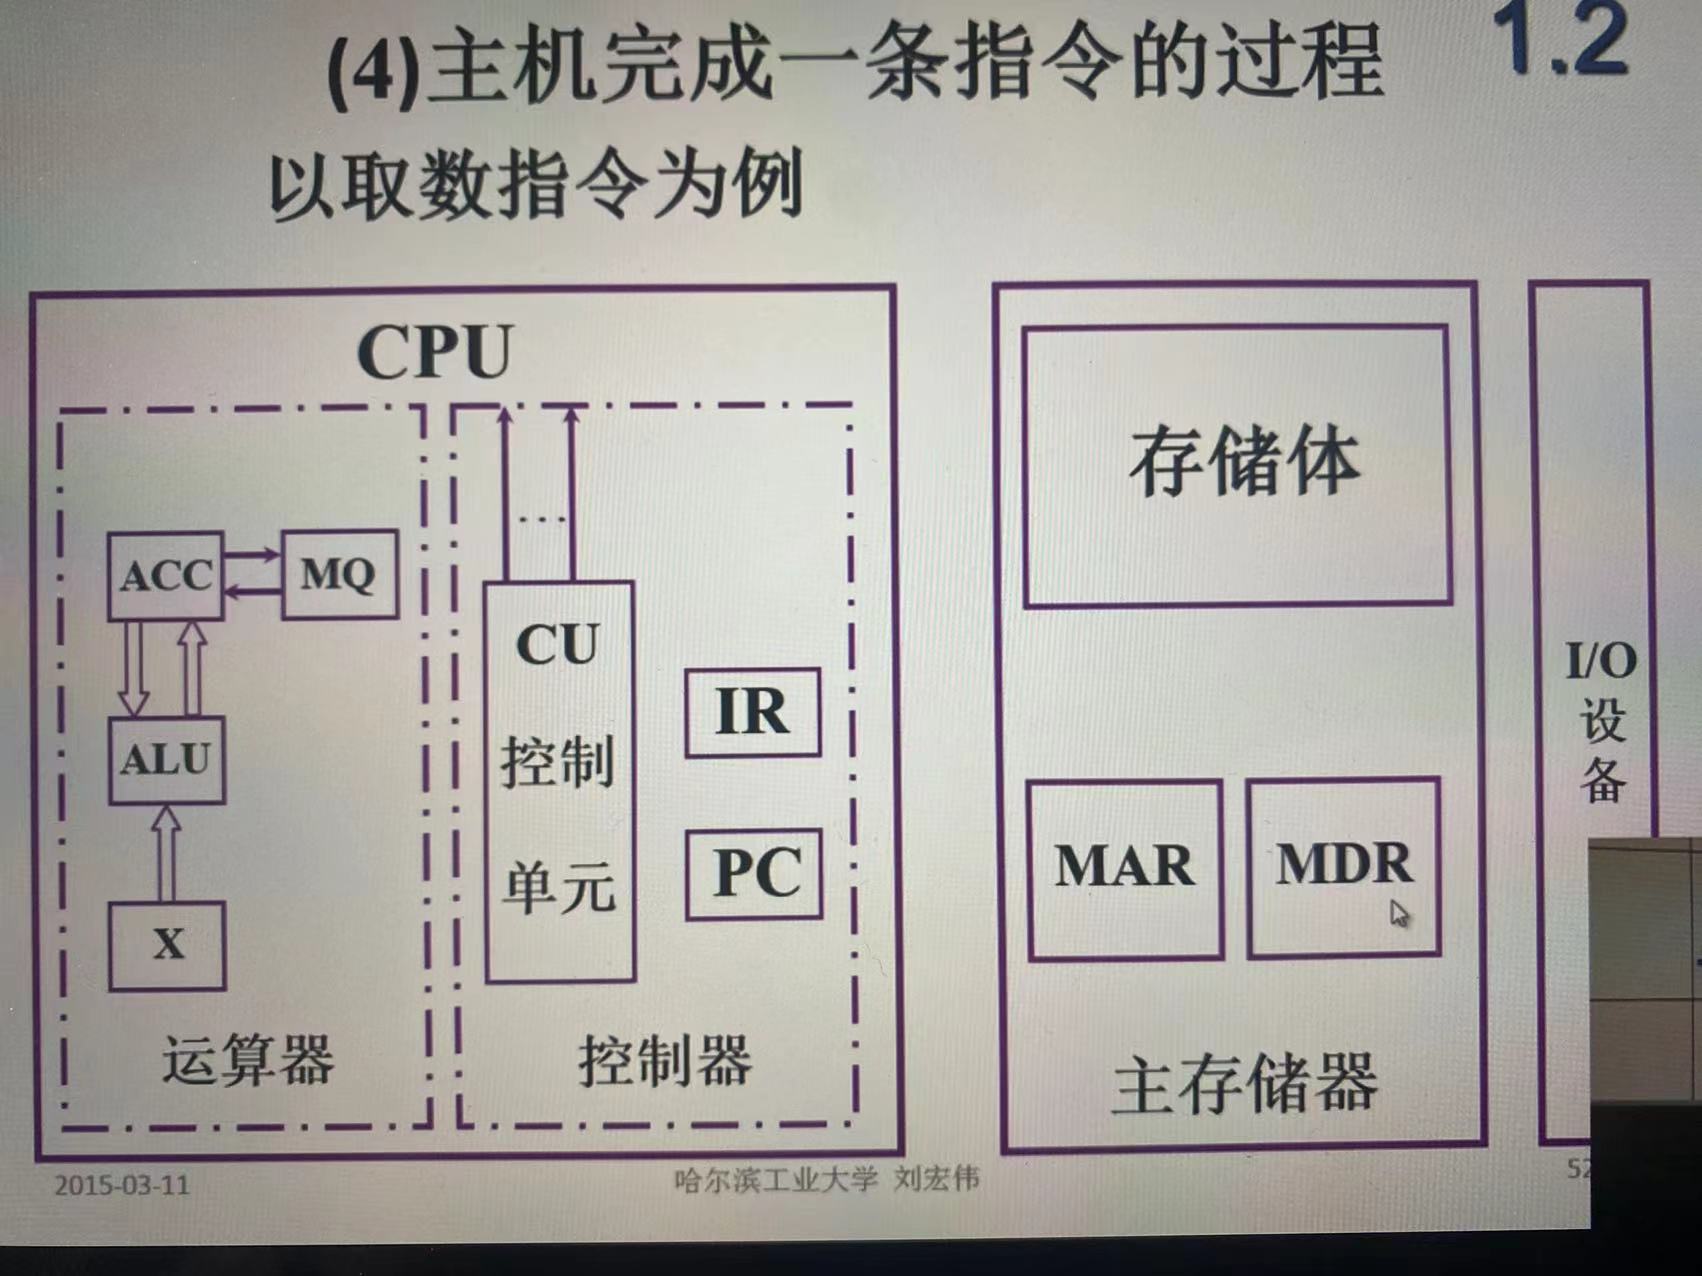 (4)主机完成一条指令的过程
1.2
以取数指令为例
CPU
ACC
MQ
ALU
X
运算器
CU
控制
单元
...
IR
PC
控制器
存储体
MAR
MDR
主存储器
I/O
设
备
2015-03-11
哈尔滨工业大学 刘宏伟